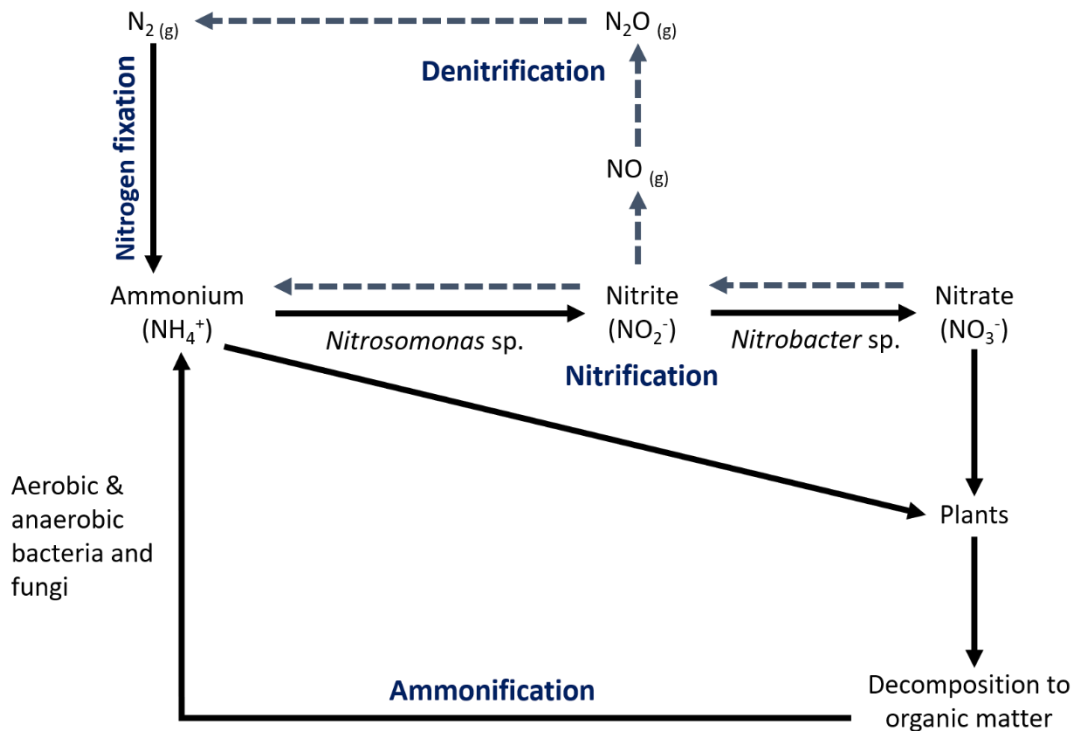 N₂ (g)
N₂O (g)
Denitrification
Nitrogen fixation
NO (g)
Ammonium
(NH₄⁺)
Nitrosomonas sp.
Nitrite
(NO₂⁻)
Nitrobacter sp.
Nitrate
(NO₃⁻)
Nitrification
Aerobic &
anaerobic
bacteria and
fungi
Plants
Ammonification
Decomposition to
organic matter